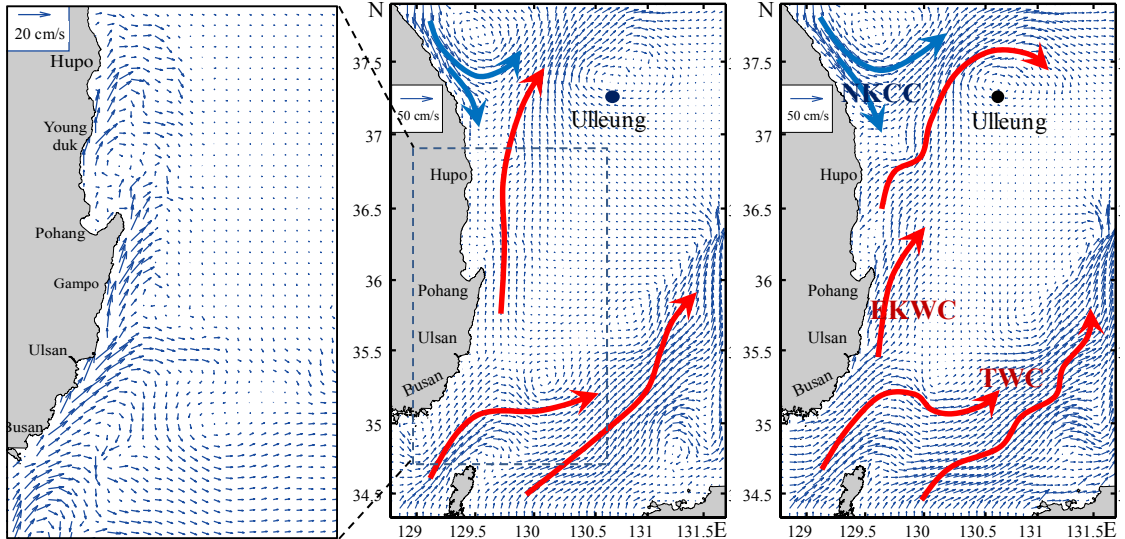 20 cm/s
Hupo
Young
duk
Pohang
Gampo
Ulsan
Busan
N
37.5
50 cm/s
Ulleung
37
Hupo
36.5
36
Pohang
Ulsan
35.5
Busan
35
34.5
129 129.5 130 130.5 131 131.5E
N
37.5
NKCC
50 cm/s
Ulleung
37
Hupo
36.5
36
Pohang
EKWC
Ulsan
35.5
TWC
Busan
35
34.5
129 129.5 130 130.5 131 131.5E